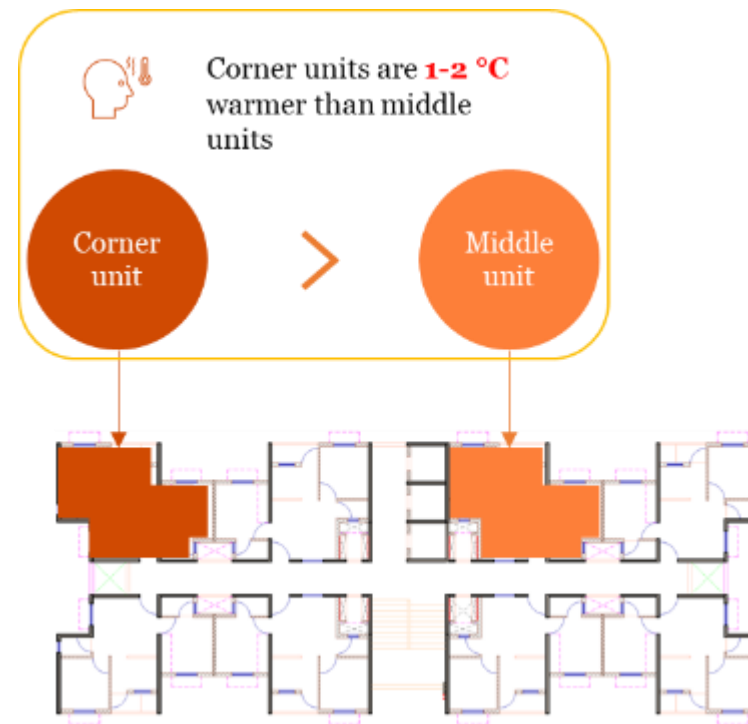 Corner units are 1-2 °C
warmer than middle
units
Corner
unit
>
Middle
unit